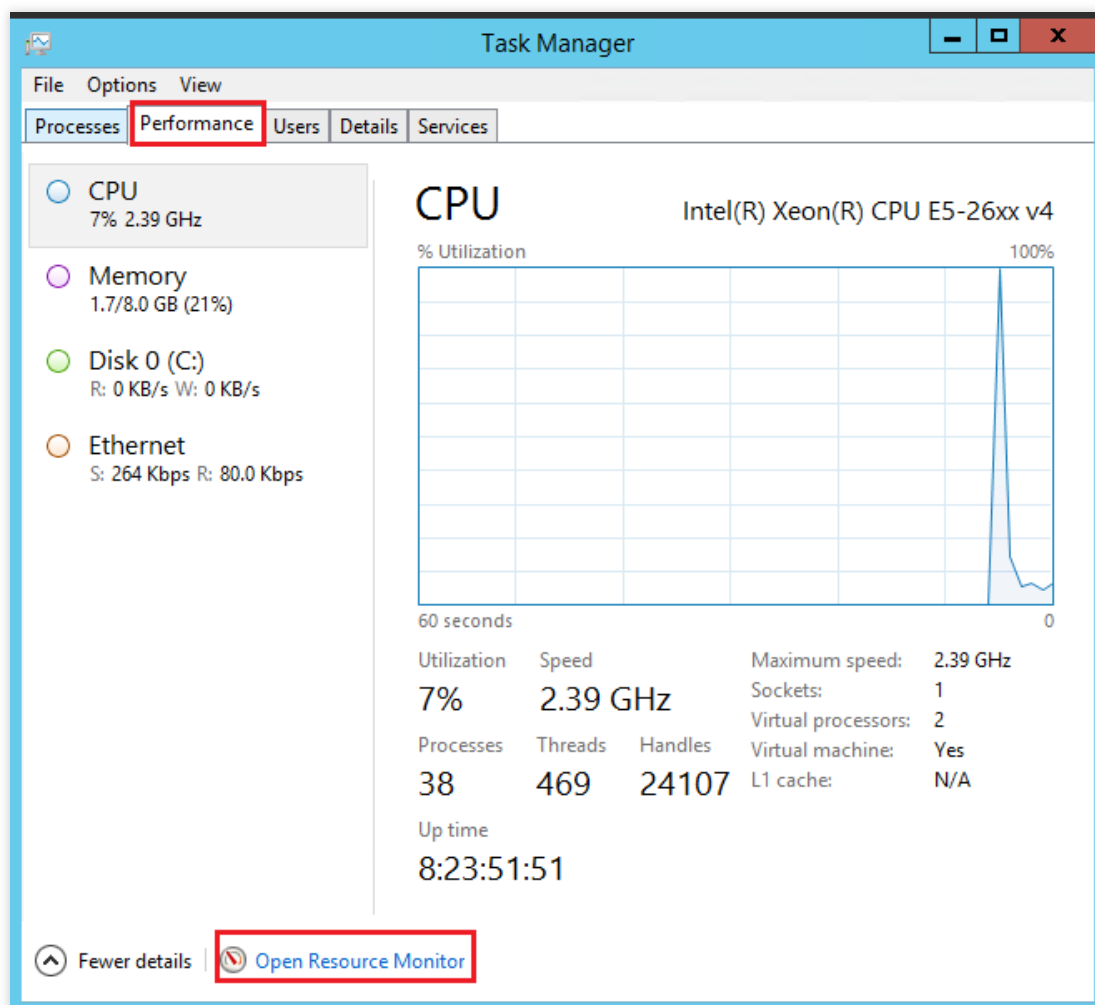 Task Manager
File Options View
Processes Performance Users Details Services
CPU
7% 2.39 GHz
Memory
1.7/8.0 GB (21%)
Disk 0 (C:)
R: 0 KB/s W: 0 KB/s
Ethernet
S: 264 Kbps R: 80.0 Kbps
CPU Intel(R) Xeon(R) CPU E5-26xx v4
% Utilization 100%
60 seconds 0
Utilization Speed
7% 2.39 GHz
Processes Threads Handles
38 469 24107
Up time
8:23:51:51
Maximum speed: 2.39 GHz
Sockets: 1
Virtual processors: 2
Virtual machine: Yes
L1 cache: N/A
Fewer details Open Resource Monitor